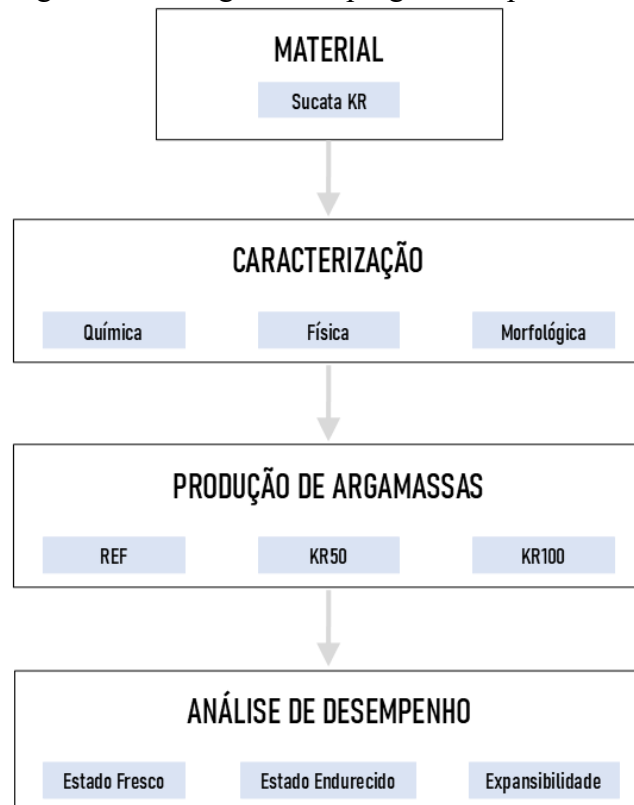 MATERIAL
Sucata KR
CARACTERIZAÇÃO
Química Física Morfológica
PRODUÇÃO DE ARGAMASSAS
REF KR50 KR100
ANÁLISE DE DESEMPENHO
Estado Fresco Estado Endurecido Expansibilidade